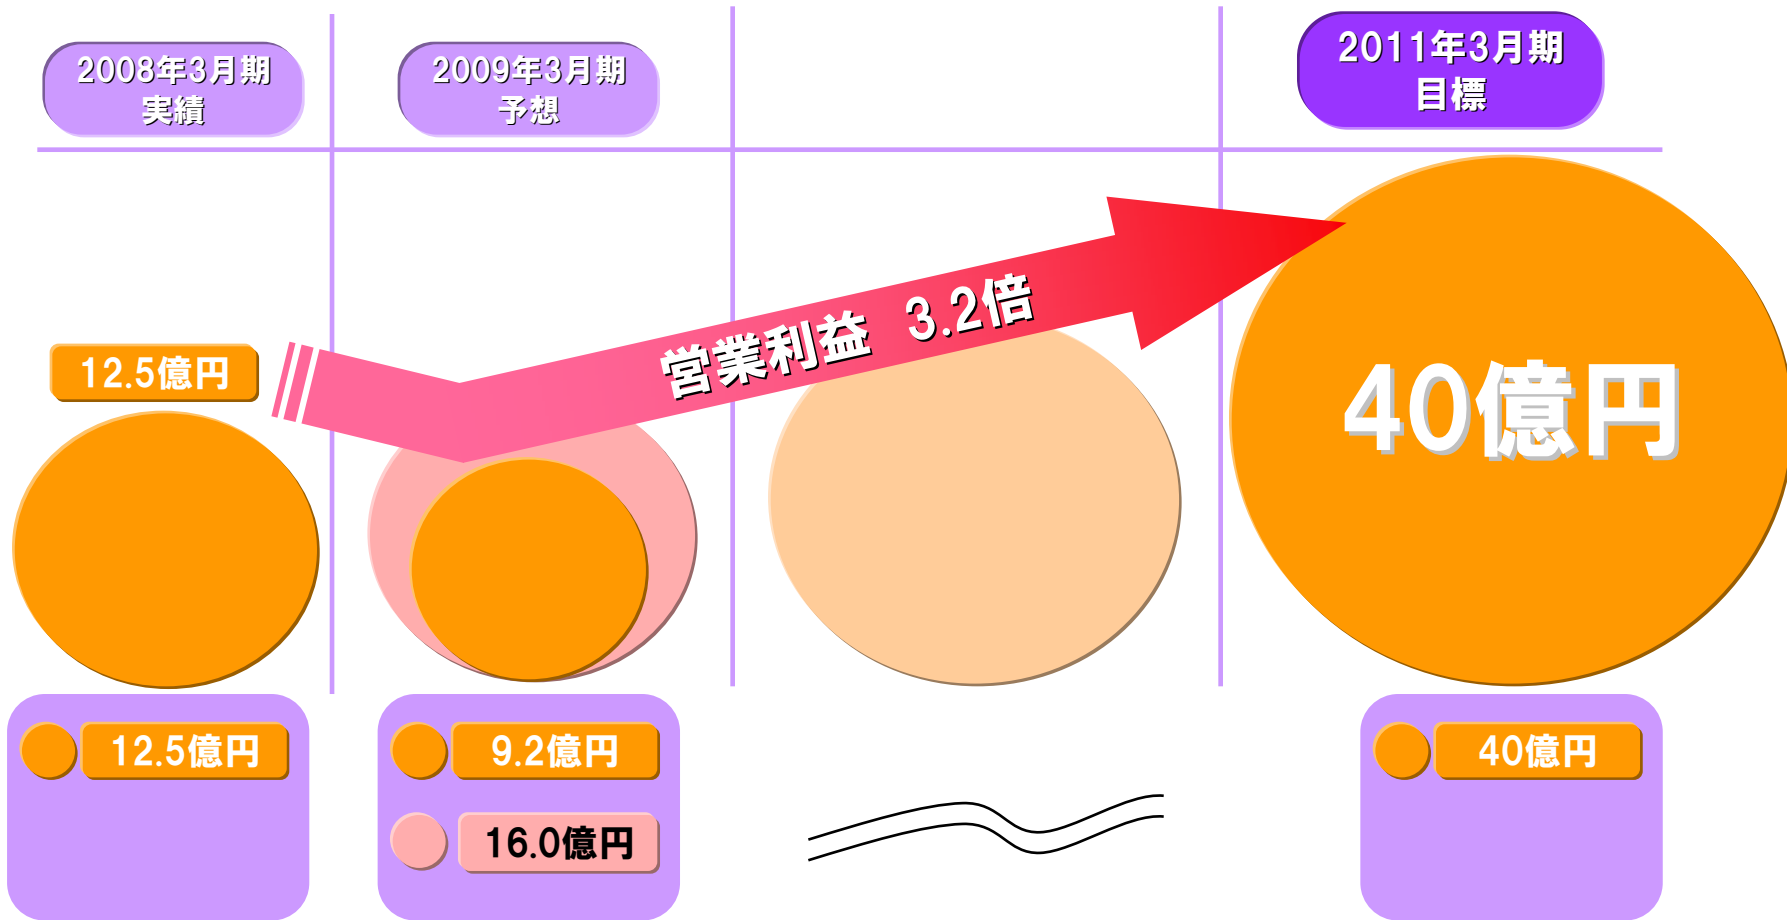 2008年3月期
実績
2009年3月期
予想
2011年3月期
目標
12.5億円
営業利益 3.2倍
40億円
12.5億円
9.2億円
16.0億円
40億円